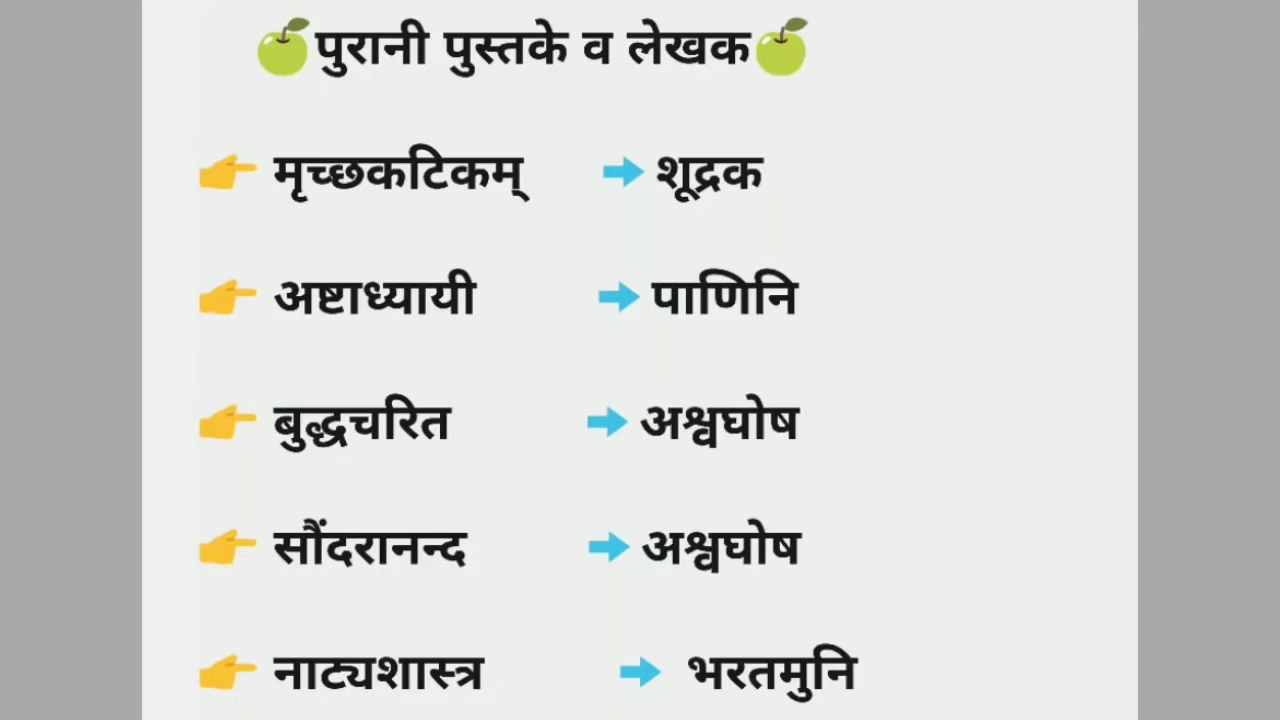 🍏पुरानी पुस्तके व लेखक🍏
👉 मृच्छकटिकम् ➡ शूद्रक
👉 अष्टाध्यायी ➡ पाणिनि
👉 बुद्धचरित ➡ अश्वघोष
👉 सौंदरानन्द ➡ अश्वघोष
👉 नाट्यशास्त्र ➡ भरतमुनि